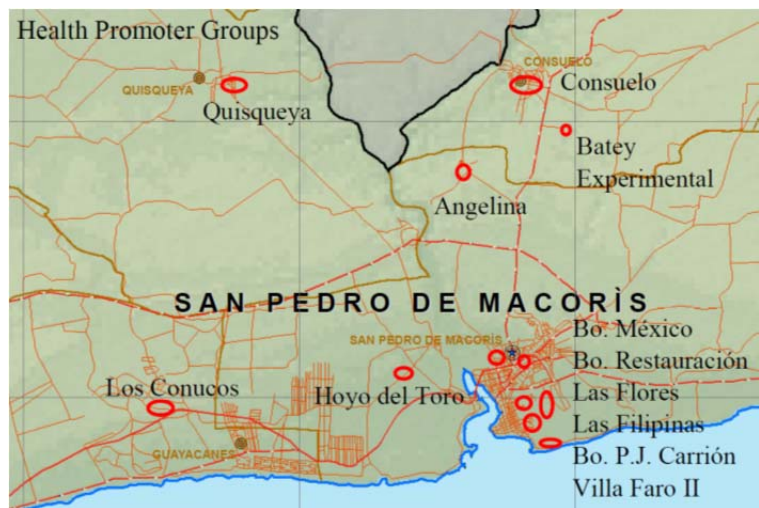 Health Promoter Groups
QUISQUEYA
Quisqueya
CONSUELO
Consuelo
Batey
Experimental
Angelina
SAN PEDRO DE MACORÌS
SAN PEDRO DE MACORÌS
Bo. México
Bo. Restauración
Las Flores
Las Filipinas
Bo. P.J. Carrión
Villa Faro II
Hoyo del Toro
Los Conucos
GUAYACANES